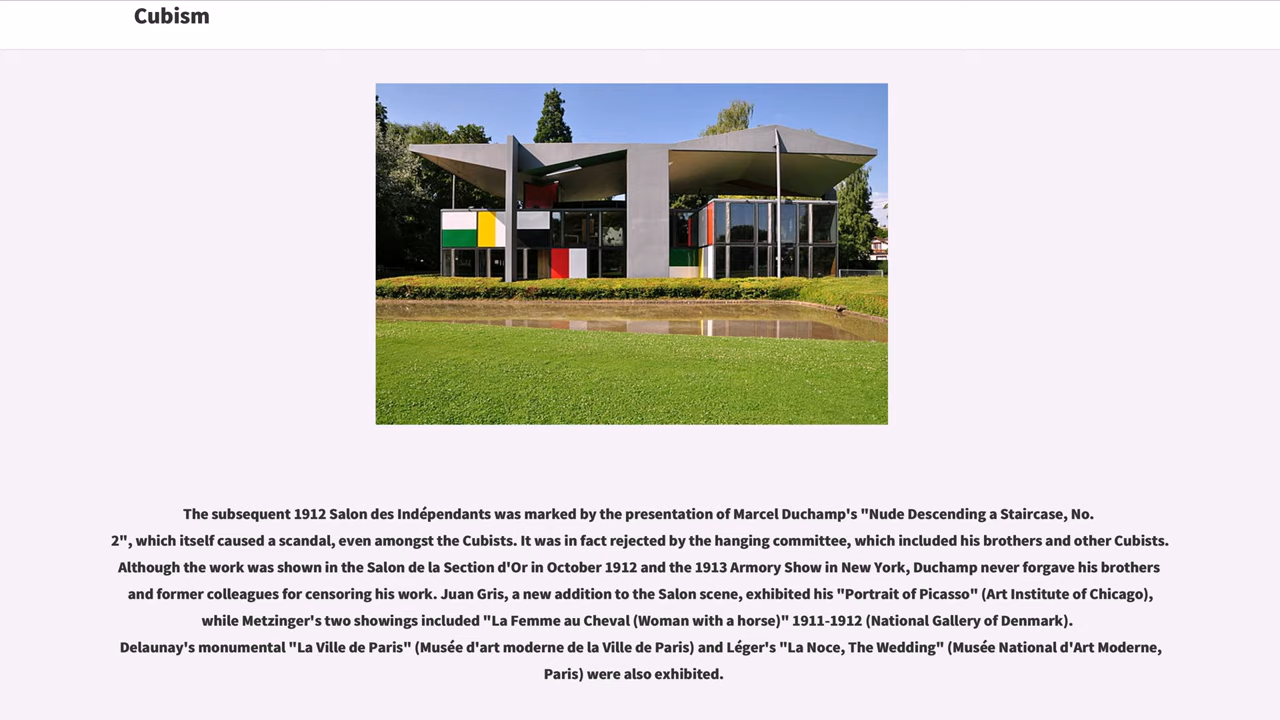 Cubism
The subsequent 1912 Salon des Indépendants was marked by the presentation of Marcel Duchamp's "Nude Descending a Staircase, No.
2", which itself caused a scandal, even amongst the Cubists. It was in fact rejected by the hanging committee, which included his brothers and other Cubists.
Although the work was shown in the Salon de la Section d'Or in October 1912 and the 1913 Armory Show in New York, Duchamp never forgave his brothers
and former colleagues for censoring his work. Juan Gris, a new addition to the Salon scene, exhibited his "Portrait of Picasso" (Art Institute of Chicago),
while Metzinger's two showings included "La Femme au Cheval (Woman with a horse)" 1911-1912 (National Gallery of Denmark).
Delaunay's monumental "La Ville de Paris" (Musée d'art moderne de la Ville de Paris) and Léger's "La Noce, The Wedding" (Musée National d'Art Moderne,
Paris) were also exhibited.